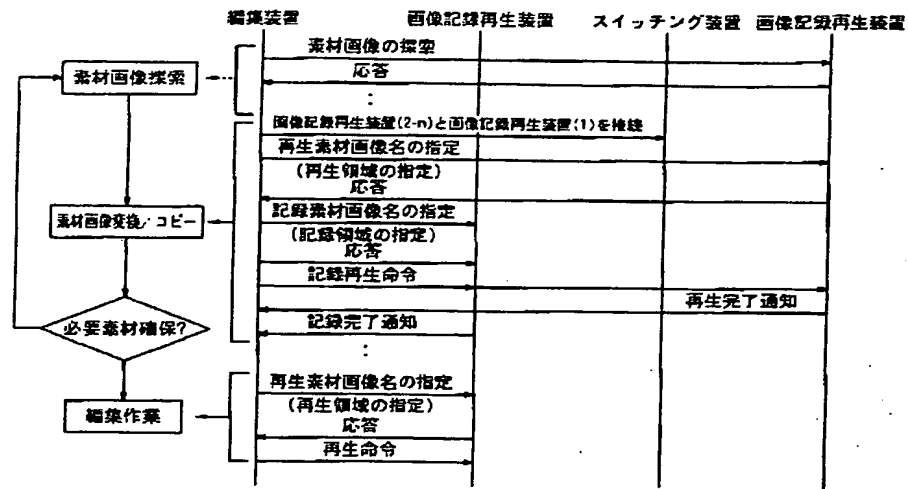 編集装置
画像記録再生装置
スイッチング装置
画像記録再生装置
素材画像の探索
応答
素材画像探索
:
画像記録再生装置(2-n)と画像記録再生装置(1)を接続
再生素材画像名の指定
(再生領域の指定)
応答
記録素材画像名の指定
素材画像変換/コピー
(記録領域の指定)
応答
記録再生命令
再生完了通知
記録完了通知
必要素材確保?
:
再生素材画像名の指定
(再生領域の指定)
編集作業
応答
再生命令